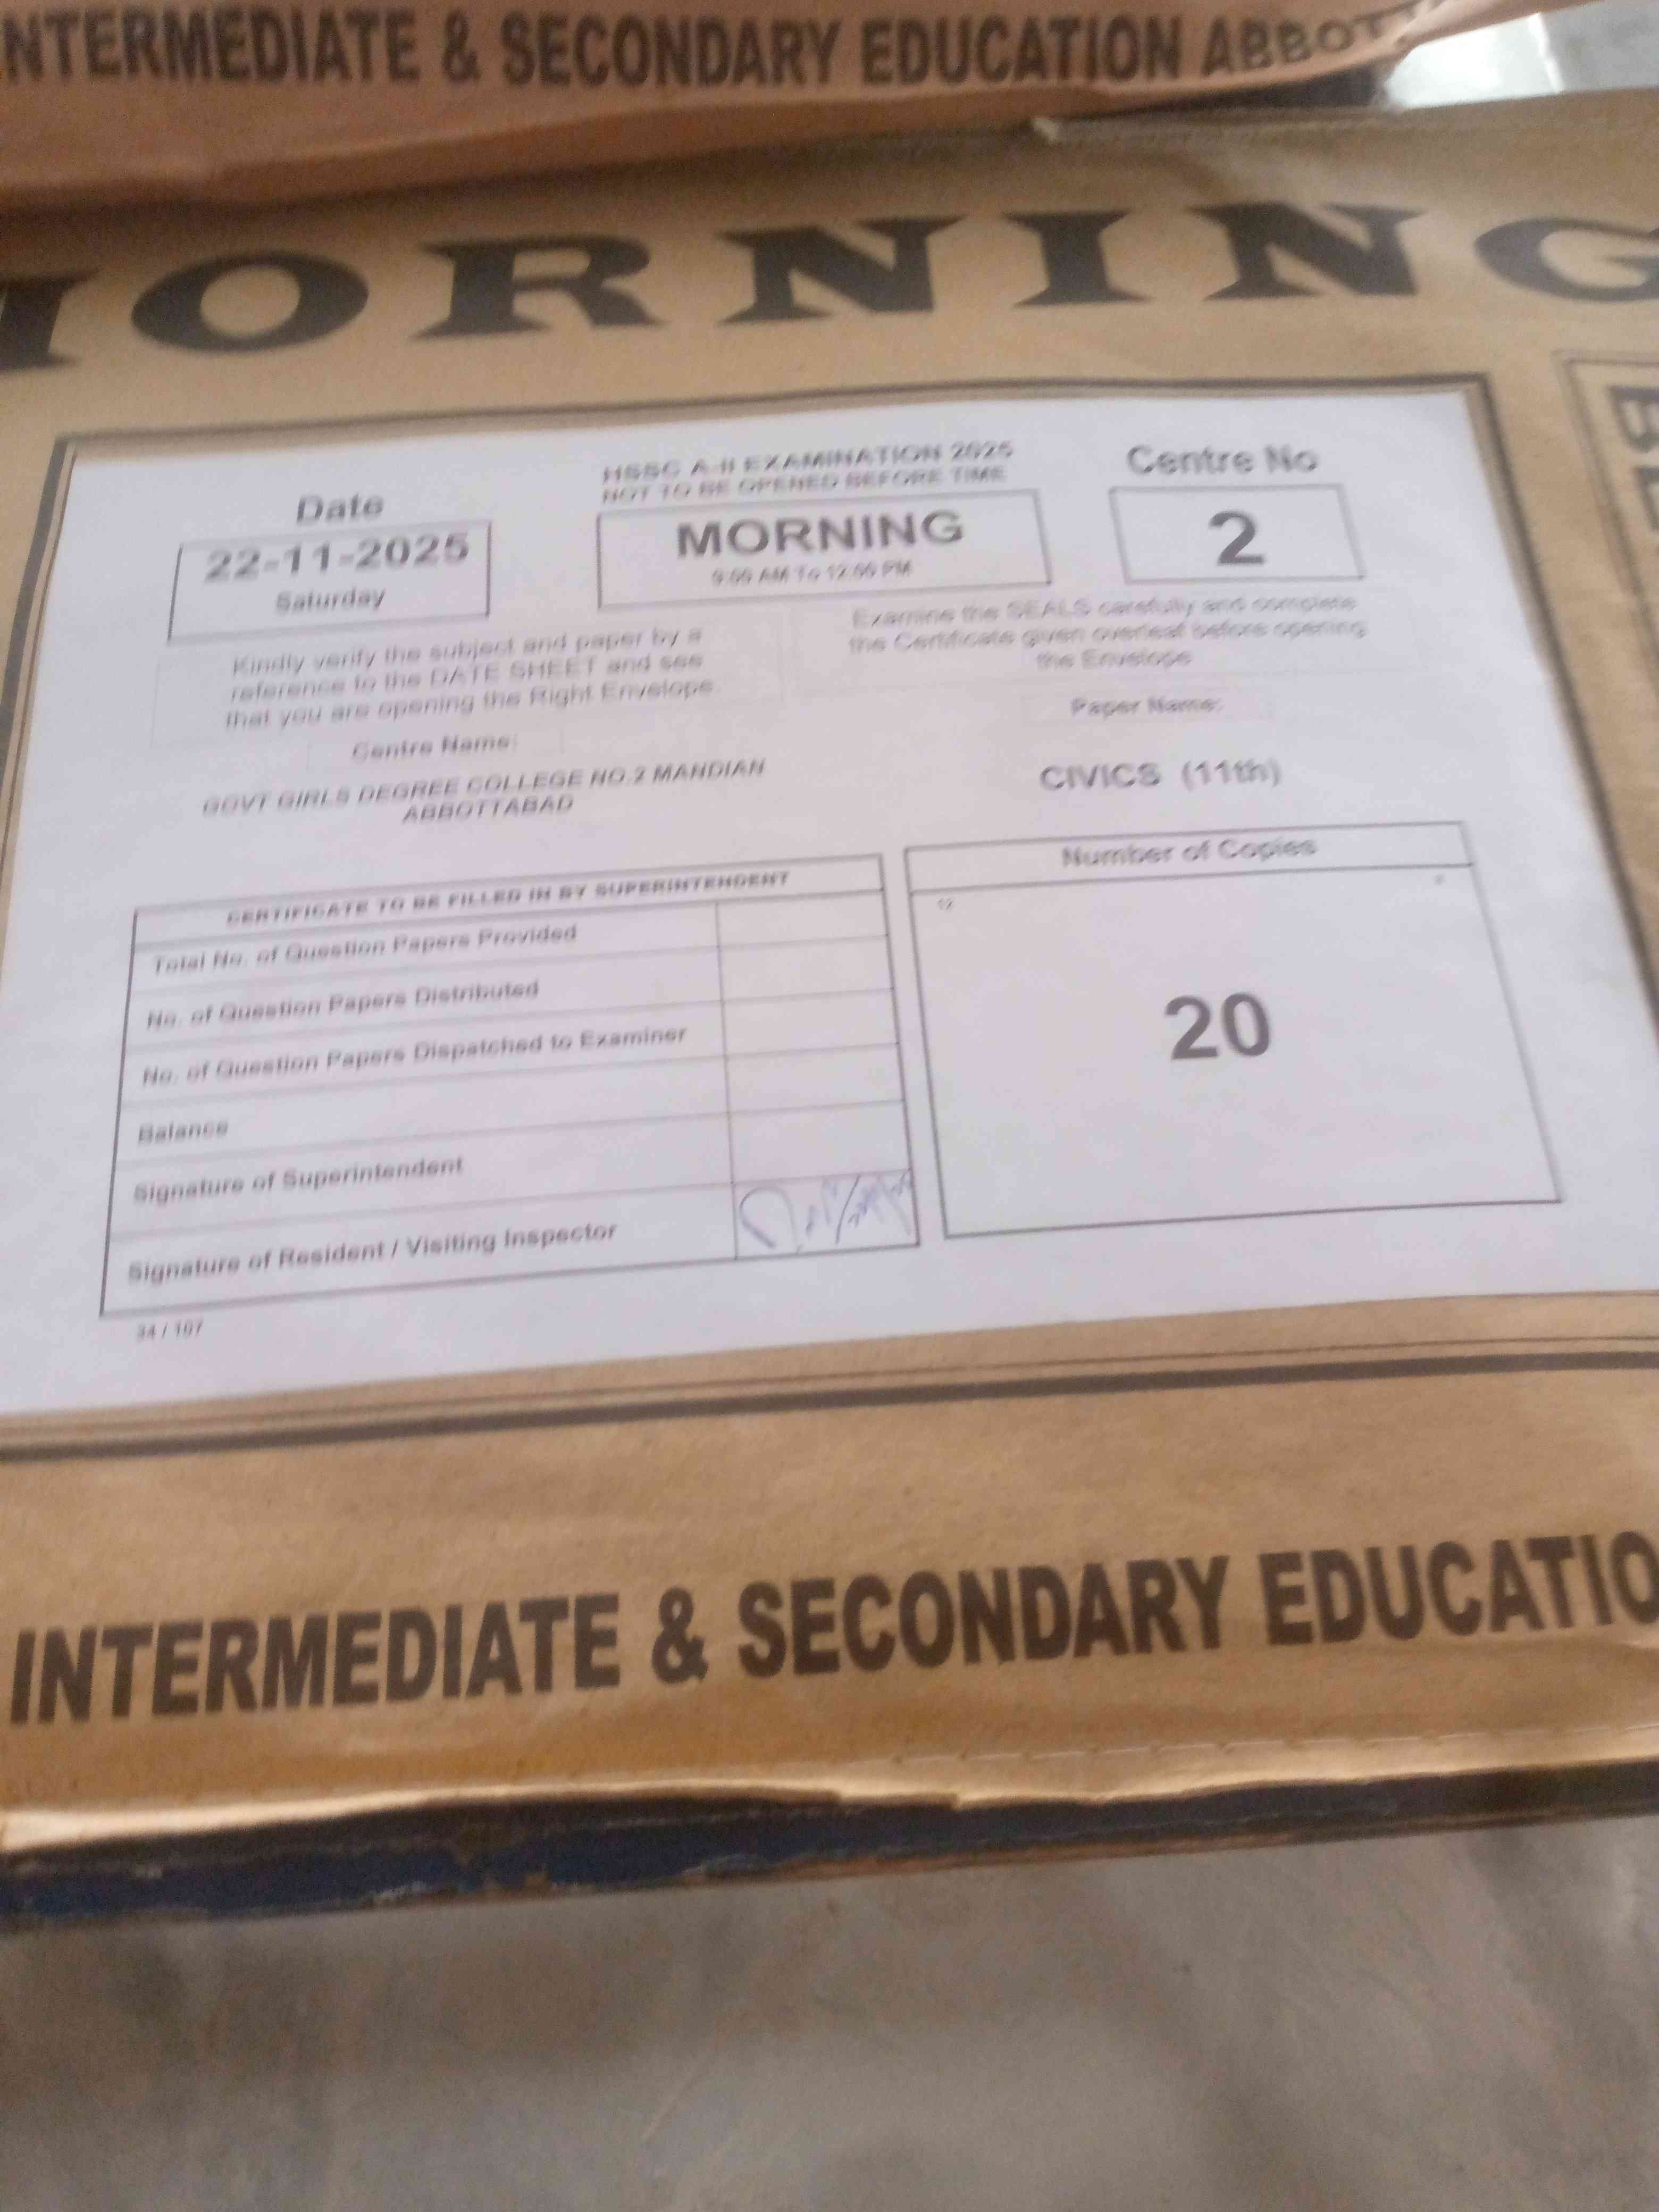 INTERMEDIATE & SECONDARY EDUCATION ABBOTT
MORNING
HSSC A-II EXAMINATION 2025
NOT TO BE OPENED BEFORE TIME
Date
22-11-2025
Saturday
MORNING
9:00 AM To 12:00 PM
Centre No
2
Kindly verify the subject and paper by a
reference to the DATE SHEET and see
that you are opening the Right Envelope.
Examine the SEALS carefully and complete
the Certificate given overleaf before opening
the Envelope
Centre Name:
GOVT GIRLS DEGREE COLLEGE NO.2 MANDIAN
ABBOTTABAD
Paper Name:
CIVICS (11th)
CERTIFICATE TO BE FILLED IN BY SUPERINTENDENT
Total No. of Question Papers Provided
No. of Question Papers Distributed
No. of Question Papers Dispatched to Examiner
Balance
Signature of Superintendent
Signature of Resident / Visiting Inspector
Number of Copies
12
20
34 / 107
INTERMEDIATE & SECONDARY EDUCATIO